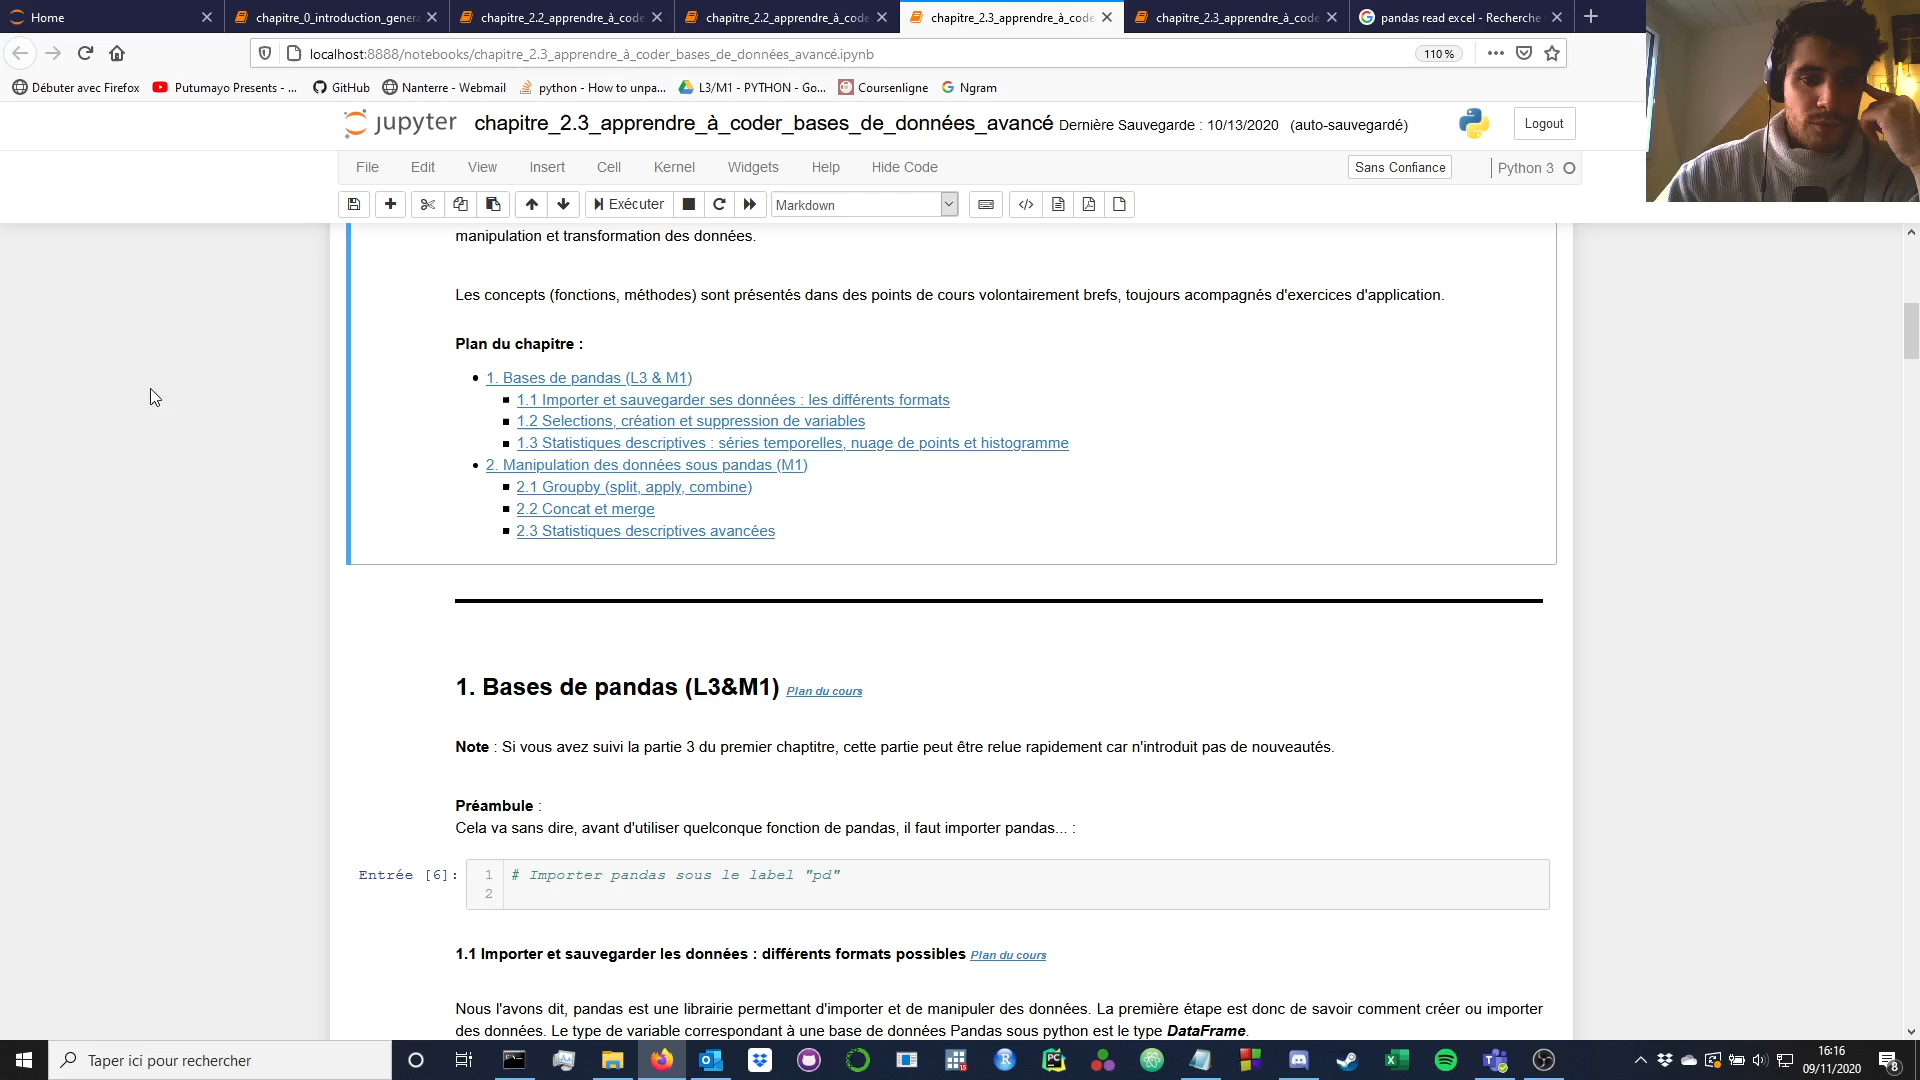 Home
chapitre_0_introduction_genera
chapitre_2.2_apprendre_à_code
chapitre_2.2_apprendre_à_code
chapitre_2.3_apprendre_à_code
chapitre_2.3_apprendre_à_code
pandas read excel - Recherche
localhost:8888/notebooks/chapitre_2.3_apprendre_à_coder_bases_de_données_avancé.ipynb
110 %
Débuter avec Firefox
Putumayo Presents - ...
GitHub
Nanterre - Webmail
python - How to unpa...
L3/M1 - PYTHON - Go...
Coursenligne
Ngram
jupyter
chapitre_2.3_apprendre_à_coder_bases_de_données_avancé
Dernière Sauvegarde : 10/13/2020 (auto-sauvegardé)
Logout
File
Edit
View
Insert
Cell
Kernel
Widgets
Help
Hide Code
Sans Confiance
Python 3
Exécuter
Markdown
manipulation et transformation des données.
Les concepts (fonctions, méthodes) sont présentés dans des points de cours volontairement brefs, toujours acompagnés d'exercices d'application.
Plan du chapitre :
1. Bases de pandas (L3 & M1)
1.1 Importer et sauvegarder ses données : les différents formats
1.2 Selections, création et suppression de variables
1.3 Statistiques descriptives : séries temporelles, nuage de points et histogramme
2. Manipulation des données sous pandas (M1)
2.1 Groupby (split, apply, combine)
2.2 Concat et merge
2.3 Statistiques descriptives avancées
1. Bases de pandas (L3&M1) Plan du cours
Note : Si vous avez suivi la partie 3 du premier chaptitre, cette partie peut être relue rapidement car n'introduit pas de nouveautés.
Préambule :
Cela va sans dire, avant d'utiliser quelconque fonction de pandas, il faut importer pandas... :
Entrée [6]:
1 # Importer pandas sous le label "pd"
2
1.1 Importer et sauvegarder les données : différents formats possibles Plan du cours
Nous l'avons dit, pandas est une librairie permettant d'importer et de manipuler des données. La première étape est donc de savoir comment créer ou importer
des données. Le type de variable correspondant à une base de données Pandas sous python est le type DataFrame.
Taper ici pour rechercher
16:16
09/11/2020
8